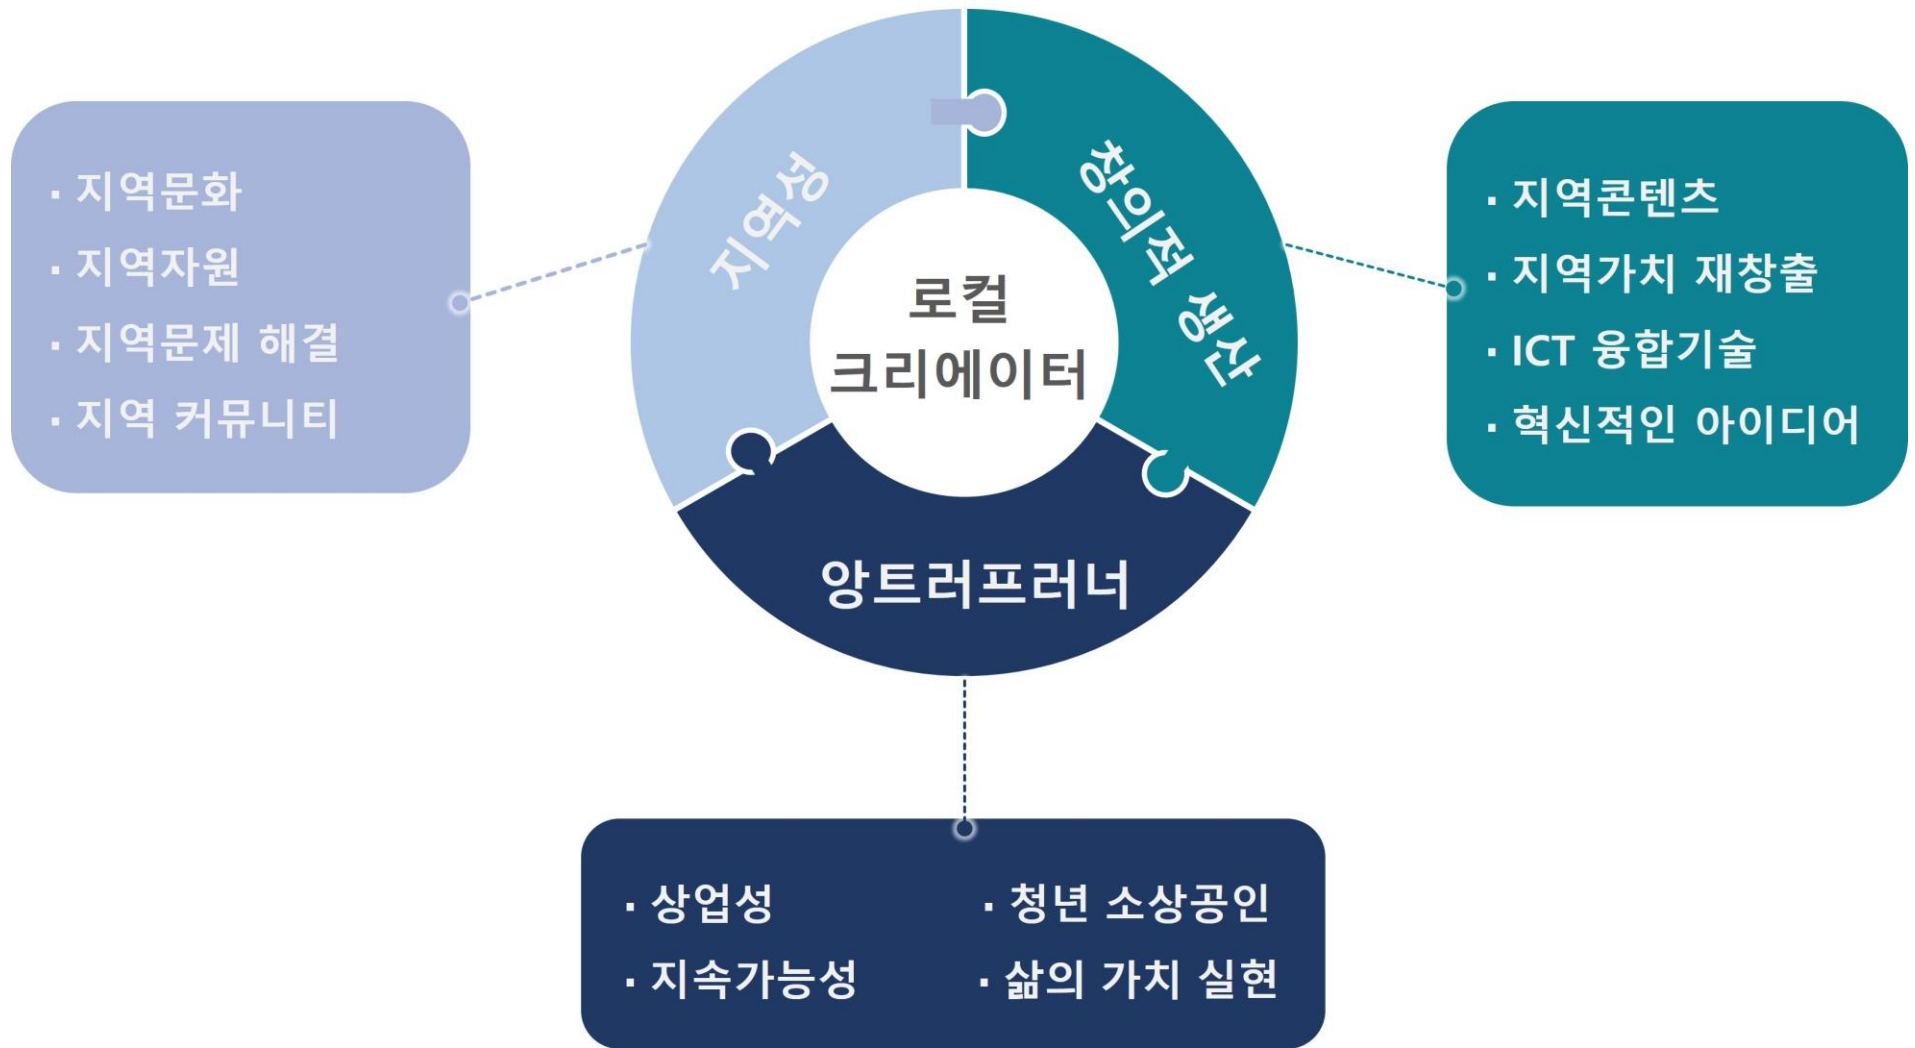 지역성
창의적 생산
로컬
크리에이터
앙트러프러너
· 지역문화
· 지역자원
· 지역문제 해결
· 지역 커뮤니티
· 지역콘텐츠
· 지역가치 재창출
· ICT 융합기술
· 혁신적인 아이디어
· 상업성
· 지속가능성
· 청년 소상공인
· 삶의 가치 실현